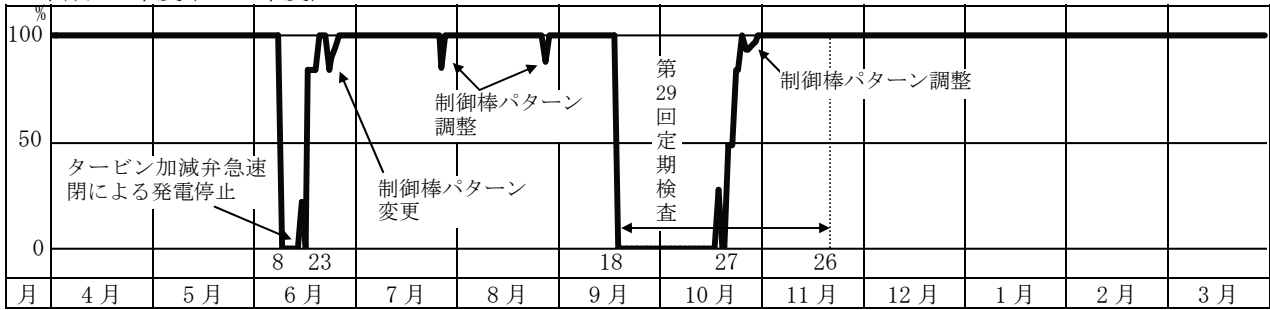 %
100
50
0
タービン加減弁急速
閉による発電停止
制御棒パターン
変更
制御棒パターン
調整
第29回定期検査
制御棒パターン調整
8 23 18 27 26
月 4月 5月 6月 7月 8月 9月 10月 11月 12月 1月 2月 3月